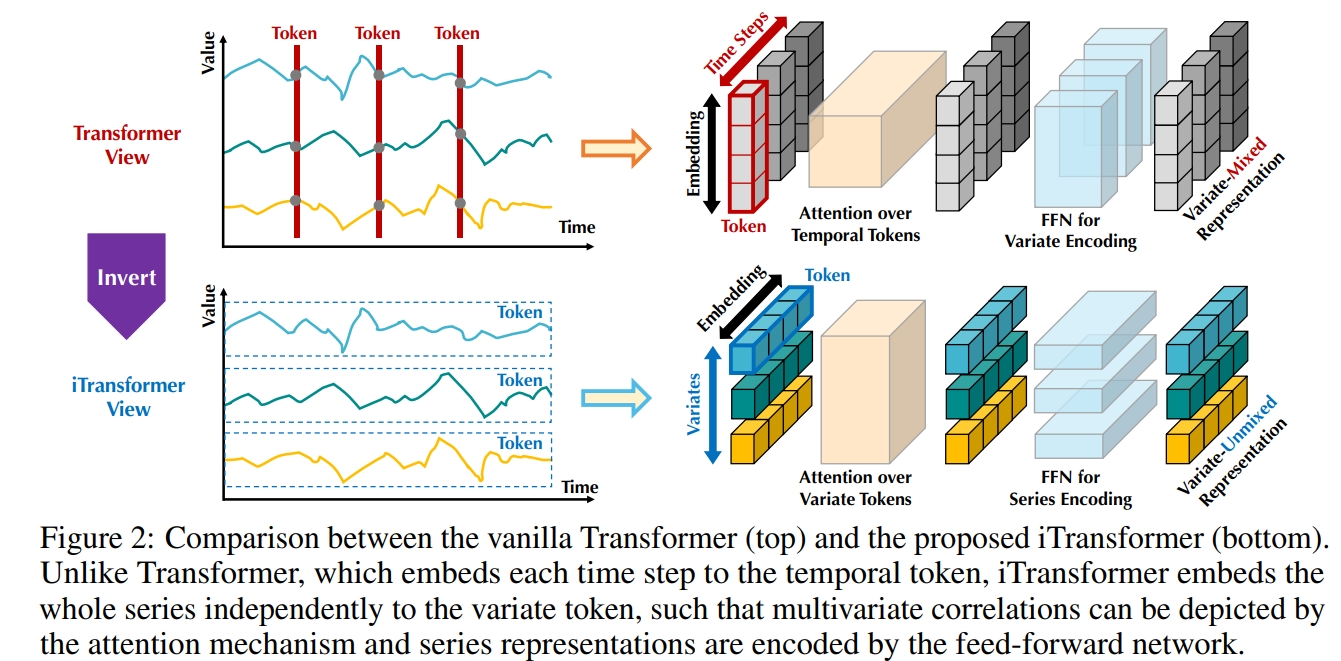 Token
Token
Token
Value
Transformer
View
Time
Time Steps
Embedding
Token
Attention over
Temporal Tokens
FFN for
Variate Encoding
Variate-Mixed
Representation
Invert
Value
iTransformer
View
Token
Token
Token
Time
Embedding
Token
Variates
Attention over
Variate Tokens
FFN for
Series Encoding
Variate-Unmixed
Representation
Figure 2: Comparison between the vanilla Transformer (top) and the proposed iTransformer (bottom).
Unlike Transformer, which embeds each time step to the temporal token, iTransformer embeds the
whole series independently to the variate token, such that multivariate correlations can be depicted by
the attention mechanism and series representations are encoded by the feed-forward network.